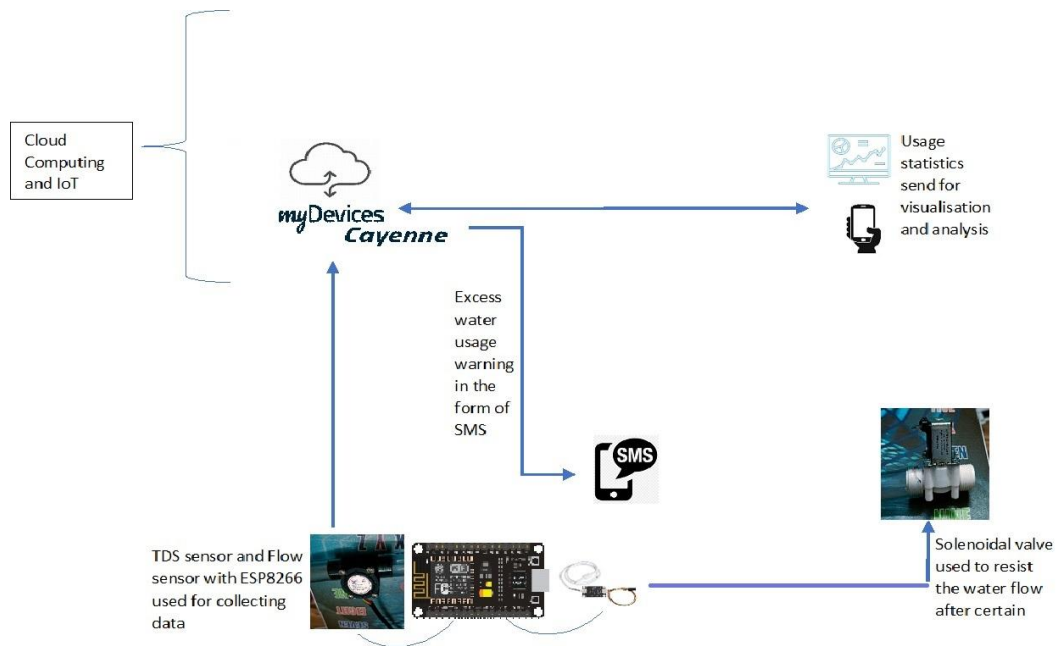 Cloud
Computing
and IoT
myDevices
Cayenne
Usage
statistics
send for
visualisation
and analysis
Excess
water
usage
warning
in the
form of
SMS
SMS
TDS sensor and Flow
sensor with ESP8266
used for collecting
data
Solenoidal valve
used to resist
the water flow
after certain